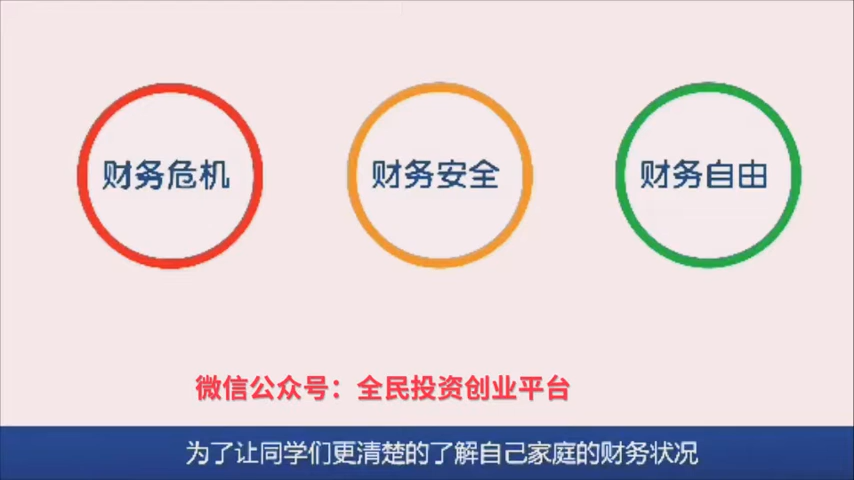 财务危机
财务安全
财务自由
微信公众号：全民投资创业平台
为了让同学们更清楚的了解自己家庭的财务状况